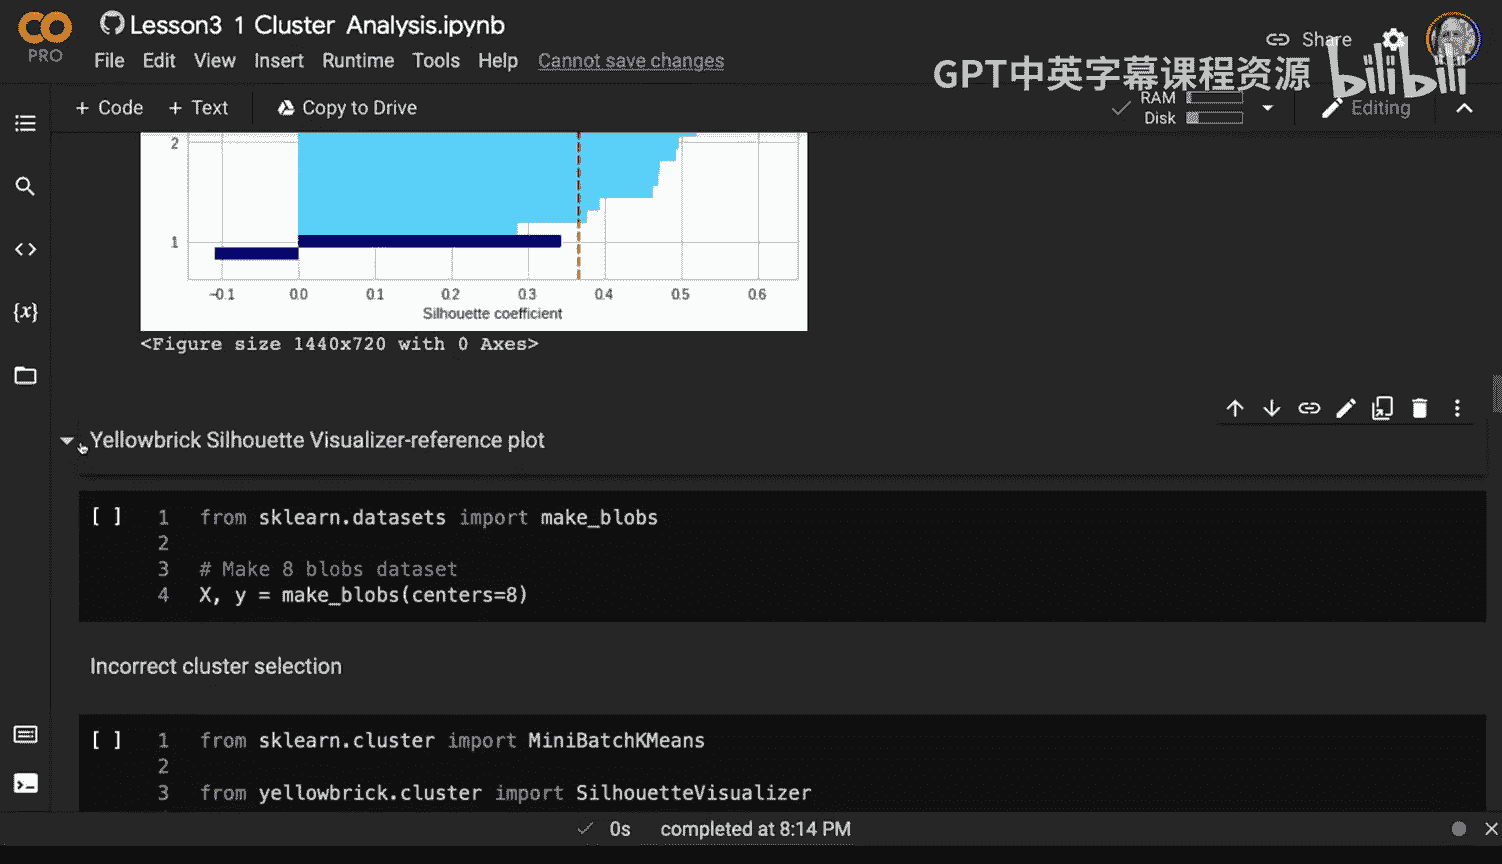 CO
PRO
Lesson3 1 Cluster Analysis.ipynb
File Edit View Insert Runtime Tools Help Cannot save changes
Share
GPT中英字幕课程资源 bilibili
+ Code + Text Copy to Drive
RAM
Disk
Editing
{x}
2
1
-0.1 0.0 0.1 0.2 0.3 0.4 0.5 0.6
Silhouette coefficient
<Figure size 1440x720 with 0 Axes>
Yellowbrick Silhouette Visualizer-reference plot
[ ] 1 from sklearn.datasets import make_blobs
2
3 # Make 8 blobs dataset
4 X, y = make_blobs(centers=8)
Incorrect cluster selection
[ ] 1 from sklearn.cluster import MiniBatchKMeans
2
3 from yellowbrick.cluster import SilhouetteVisualizer
0s completed at 8:14 PM